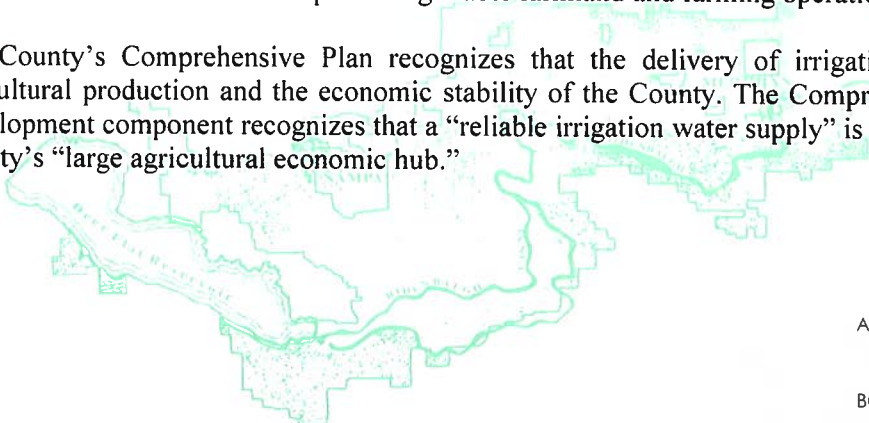 County’s Comprehensive Plan recognizes that the delivery of irrigati
ultural production and the economic stability of the County. The Compr
lopment component recognizes that a “reliable irrigation water supply” is
ty’s “large agricultural economic hub.”
A
B